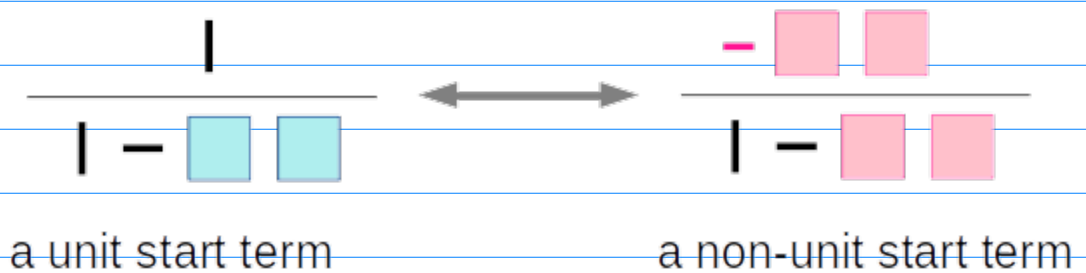 1 - □ □
1 1 - □ □
a unit start term a non-unit start term